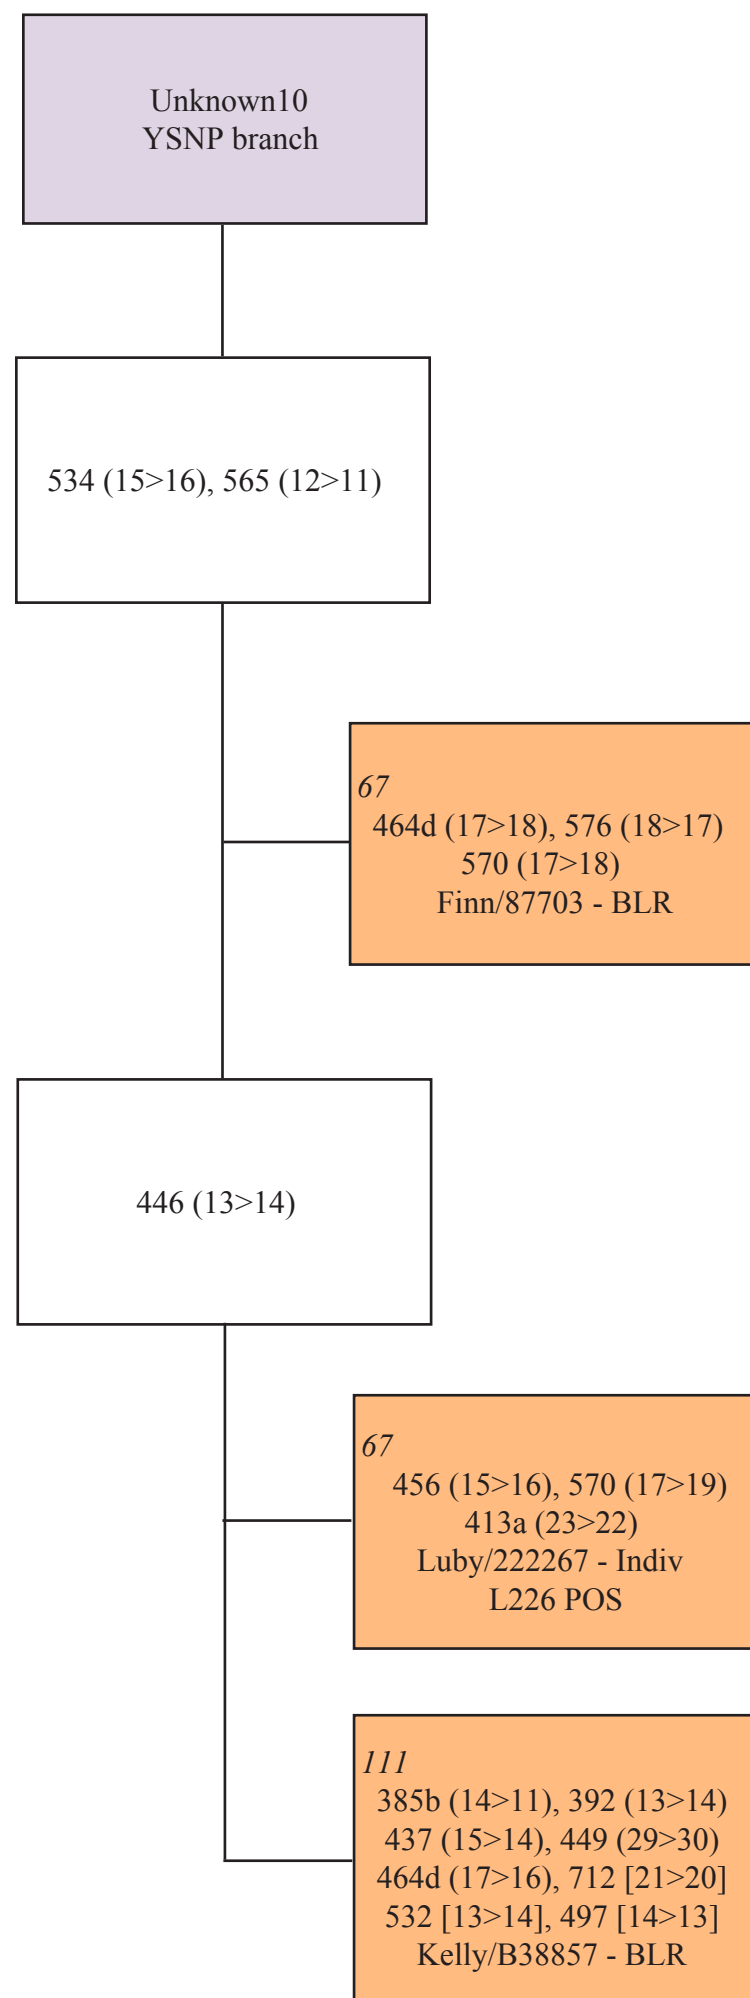 Unknown10
YSNP branch
534 (15>16), 565 (12>11)
67
464d (17>18), 576 (18>17)
570 (17>18)
Finn/87703 - BLR
446 (13>14)
67
456 (15>16), 570 (17>19)
413a (23>22)
Luby/222267 - Indiv
L226 POS
111
385b (14>11), 392 (13>14)
437 (15>14), 449 (29>30)
464d (17>16), 712 [21>20]
532 [13>14], 497 [14>13]
Kelly/B38857 - BLR